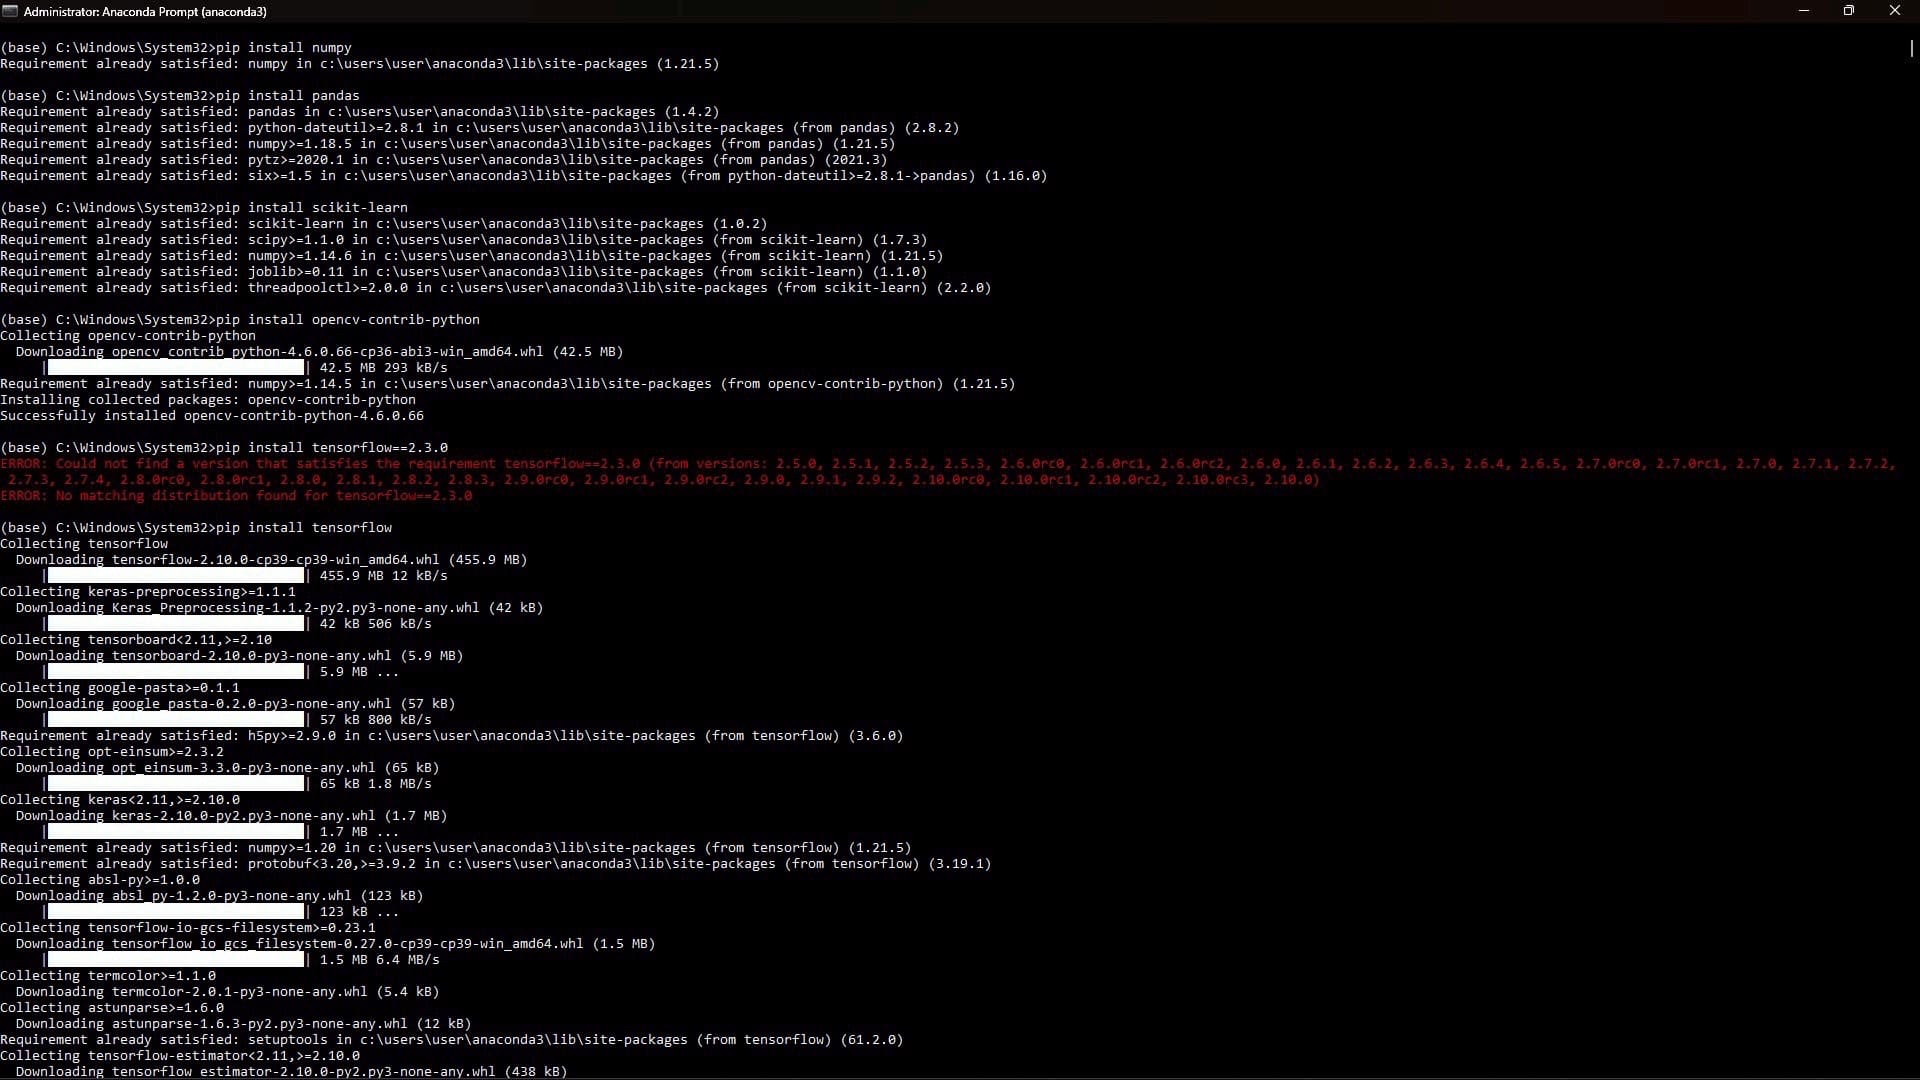 Administrator: Anaconda Prompt (anaconda3)
(base) C:\Windows\System32>pip install numpy
Requirement already satisfied: numpy in c:\users\user\anaconda3\lib\site-packages (1.21.5)
(base) C:\Windows\System32>pip install pandas
Requirement already satisfied: pandas in c:\users\user\anaconda3\lib\site-packages (1.4.2)
Requirement already satisfied: python-dateutil>=2.8.1 in c:\users\user\anaconda3\lib\site-packages (from pandas) (2.8.2)
Requirement already satisfied: numpy>=1.18.5 in c:\users\user\anaconda3\lib\site-packages (from pandas) (1.21.5)
Requirement already satisfied: pytz>=2020.1 in c:\users\user\anaconda3\lib\site-packages (from pandas) (2021.3)
Requirement already satisfied: six>=1.5 in c:\users\user\anaconda3\lib\site-packages (from python-dateutil>=2.8.1->pandas) (1.16.0)
(base) C:\Windows\System32>pip install scikit-learn
Requirement already satisfied: scikit-learn in c:\users\user\anaconda3\lib\site-packages (1.0.2)
Requirement already satisfied: scipy>=1.1.0 in c:\users\user\anaconda3\lib\site-packages (from scikit-learn) (1.7.3)
Requirement already satisfied: numpy>=1.14.6 in c:\users\user\anaconda3\lib\site-packages (from scikit-learn) (1.21.5)
Requirement already satisfied: joblib>=0.11 in c:\users\user\anaconda3\lib\site-packages (from scikit-learn) (1.1.0)
Requirement already satisfied: threadpoolctl>=2.0.0 in c:\users\user\anaconda3\lib\site-packages (from scikit-learn) (2.2.0)
(base) C:\Windows\System32>pip install opencv-contrib-python
Collecting opencv-contrib-python
Downloading opencv_contrib_python-4.6.0.66-cp36-abi3-win_amd64.whl (42.5 MB)
| | 42.5 MB 293 kB/s
Requirement already satisfied: numpy>=1.14.5 in c:\users\user\anaconda3\lib\site-packages (from opencv-contrib-python) (1.21.5)
Installing collected packages: opencv-contrib-python
Successfully installed opencv-contrib-python-4.6.0.66
(base) C:\Windows\System32>pip install tensorflow==2.3.0
ERROR: Could not find a version that satisfies the requirement tensorflow==2.3.0 (from versions: 2.5.0, 2.5.1, 2.5.2, 2.5.3, 2.6.0rc0, 2.6.0rc1, 2.6.0rc2, 2.6.0, 2.6.1, 2.6.2, 2.6.3, 2.6.4, 2.6.5, 2.7.0rc0, 2.7.0rc1, 2.7.0, 2.7.1, 2.7.2,
2.7.3, 2.7.4, 2.8.0rc0, 2.8.0rc1, 2.8.0, 2.8.1, 2.8.2, 2.8.3, 2.9.0rc0, 2.9.0rc1, 2.9.0rc2, 2.9.0, 2.9.1, 2.9.2, 2.10.0rc0, 2.10.0rc1, 2.10.0rc2, 2.10.0rc3, 2.10.0)
ERROR: No matching distribution found for tensorflow==2.3.0
(base) C:\Windows\System32>pip install tensorflow
Collecting tensorflow
Downloading tensorflow-2.10.0-cp39-cp39-win_amd64.whl (455.9 MB)
| | 455.9 MB 12 kB/s
Collecting keras-preprocessing>=1.1.1
Downloading Keras_Preprocessing-1.1.2-py2.py3-none-any.whl (42 kB)
| | 42 kB 506 kB/s
Collecting tensorboard<2.11,>=2.10
Downloading tensorboard-2.10.0-py3-none-any.whl (5.9 MB)
| | 5.9 MB ...
Collecting google-pasta>=0.1.1
Downloading google_pasta-0.2.0-py3-none-any.whl (57 kB)
| | 57 kB 800 kB/s
Requirement already satisfied: h5py>=2.9.0 in c:\users\user\anaconda3\lib\site-packages (from tensorflow) (3.6.0)
Collecting opt-einsum>=2.3.2
Downloading opt_einsum-3.3.0-py3-none-any.whl (65 kB)
| | 65 kB 1.8 MB/s
Collecting keras<2.11,>=2.10.0
Downloading keras-2.10.0-py2.py3-none-any.whl (1.7 MB)
| | 1.7 MB ...
Requirement already satisfied: numpy>=1.20 in c:\users\user\anaconda3\lib\site-packages (from tensorflow) (1.21.5)
Requirement already satisfied: protobuf<3.20,>=3.9.2 in c:\users\user\anaconda3\lib\site-packages (from tensorflow) (3.19.1)
Collecting absl-py>=1.0.0
Downloading absl_py-1.2.0-py3-none-any.whl (123 kB)
| | 123 kB ...
Collecting tensorflow-io-gcs-filesystem>=0.23.1
Downloading tensorflow_io_gcs_filesystem-0.27.0-cp39-cp39-win_amd64.whl (1.5 MB)
| | 1.5 MB 6.4 MB/s
Collecting termcolor>=1.1.0
Downloading termcolor-2.0.1-py3-none-any.whl (5.4 kB)
Collecting astunparse>=1.6.0
Downloading astunparse-1.6.3-py2.py3-none-any.whl (12 kB)
Requirement already satisfied: setuptools in c:\users\user\anaconda3\lib\site-packages (from tensorflow) (61.2.0)
Collecting tensorflow-estimator<2.11,>=2.10.0
Downloading tensorflow_estimator-2.10.0-py2.py3-none-any.whl (438 kB)